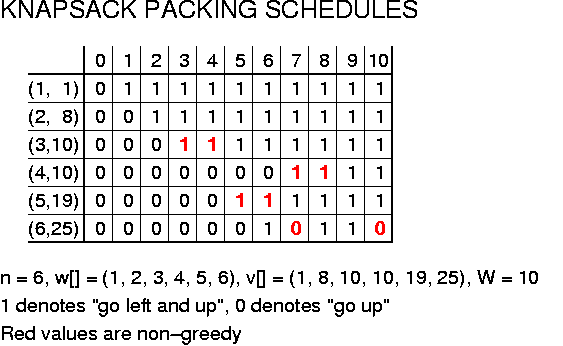 KNAPSACK PACKING SCHEDULES
0 1 2 3 4 5 6 7 8 9 10
(1, 1) 0 1 1 1 1 1 1 1 1 1 1
(2, 8) 0 0 1 1 1 1 1 1 1 1 1
(3,10) 0 0 0 1 1 1 1 1 1 1 1
(4,10) 0 0 0 0 0 0 0 1 1 1 1
(5,19) 0 0 0 0 0 1 1 1 1 1 1
(6,25) 0 0 0 0 0 0 1 0 1 1 0
n = 6, w[] = (1, 2, 3, 4, 5, 6), v[] = (1, 8, 10, 10, 19, 25), W = 10
1 denotes "go left and up", 0 denotes "go up"
Red values are non–greedy